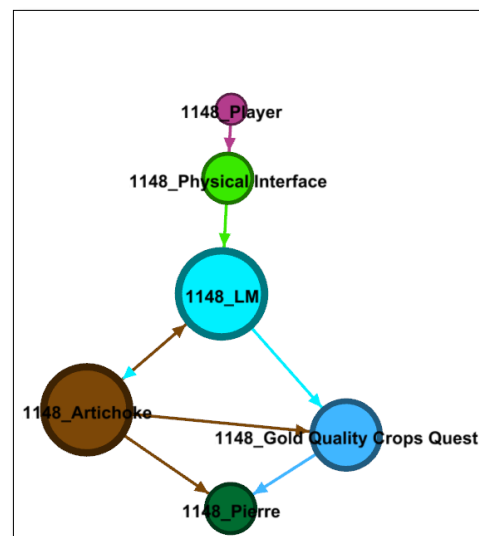 1148_Player
1148_Physical Interface
1148_LM
1148_Artichoke
1148_Gold Quality Crops Quest
1148_Pierre